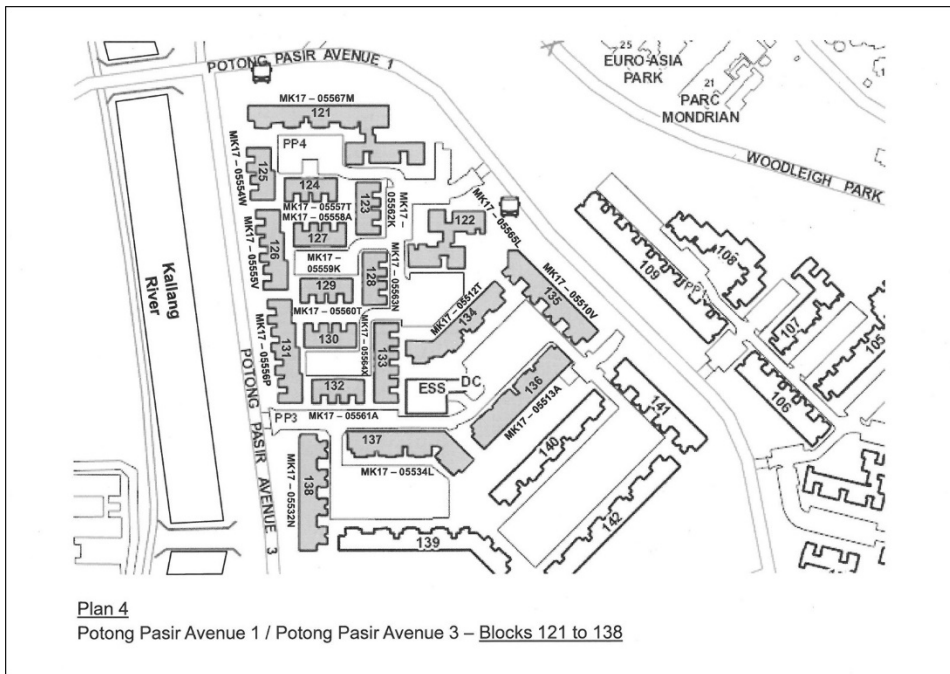 POTONG PASIR AVENUE 1
25
EURO-ASIA
PARK
21
PARC
MONDRIAN
WOODLEIGH PARK
MK17 – 05567M
121
PP4
125
MK17 – 05554W
124
123
MK17 –
05562K
MK17 – 05557T
MK17 – 05558A
127
122
MK17 – 05565L
126
MK17 – 05555V
MK17 –
05559K
128
MK17 – 05563N
129
MK17 – 05560T
130
MK17 – 05564X
133
131
MK17 – 05556P
132
MK17 – 05561A
MK17 – 05512T
134
135
MK17 – 05510V
136
MK17 – 05513A
ESS
DC
PP3
137
MK17 – 05534L
138
MK17 – 05532N
139
140
141
142
109
108
PP1
107
105
106
Kallang
River
POTONG PASIR AVENUE 3
Plan 4
Potong Pasir Avenue 1 / Potong Pasir Avenue 3 – Blocks 121 to 138